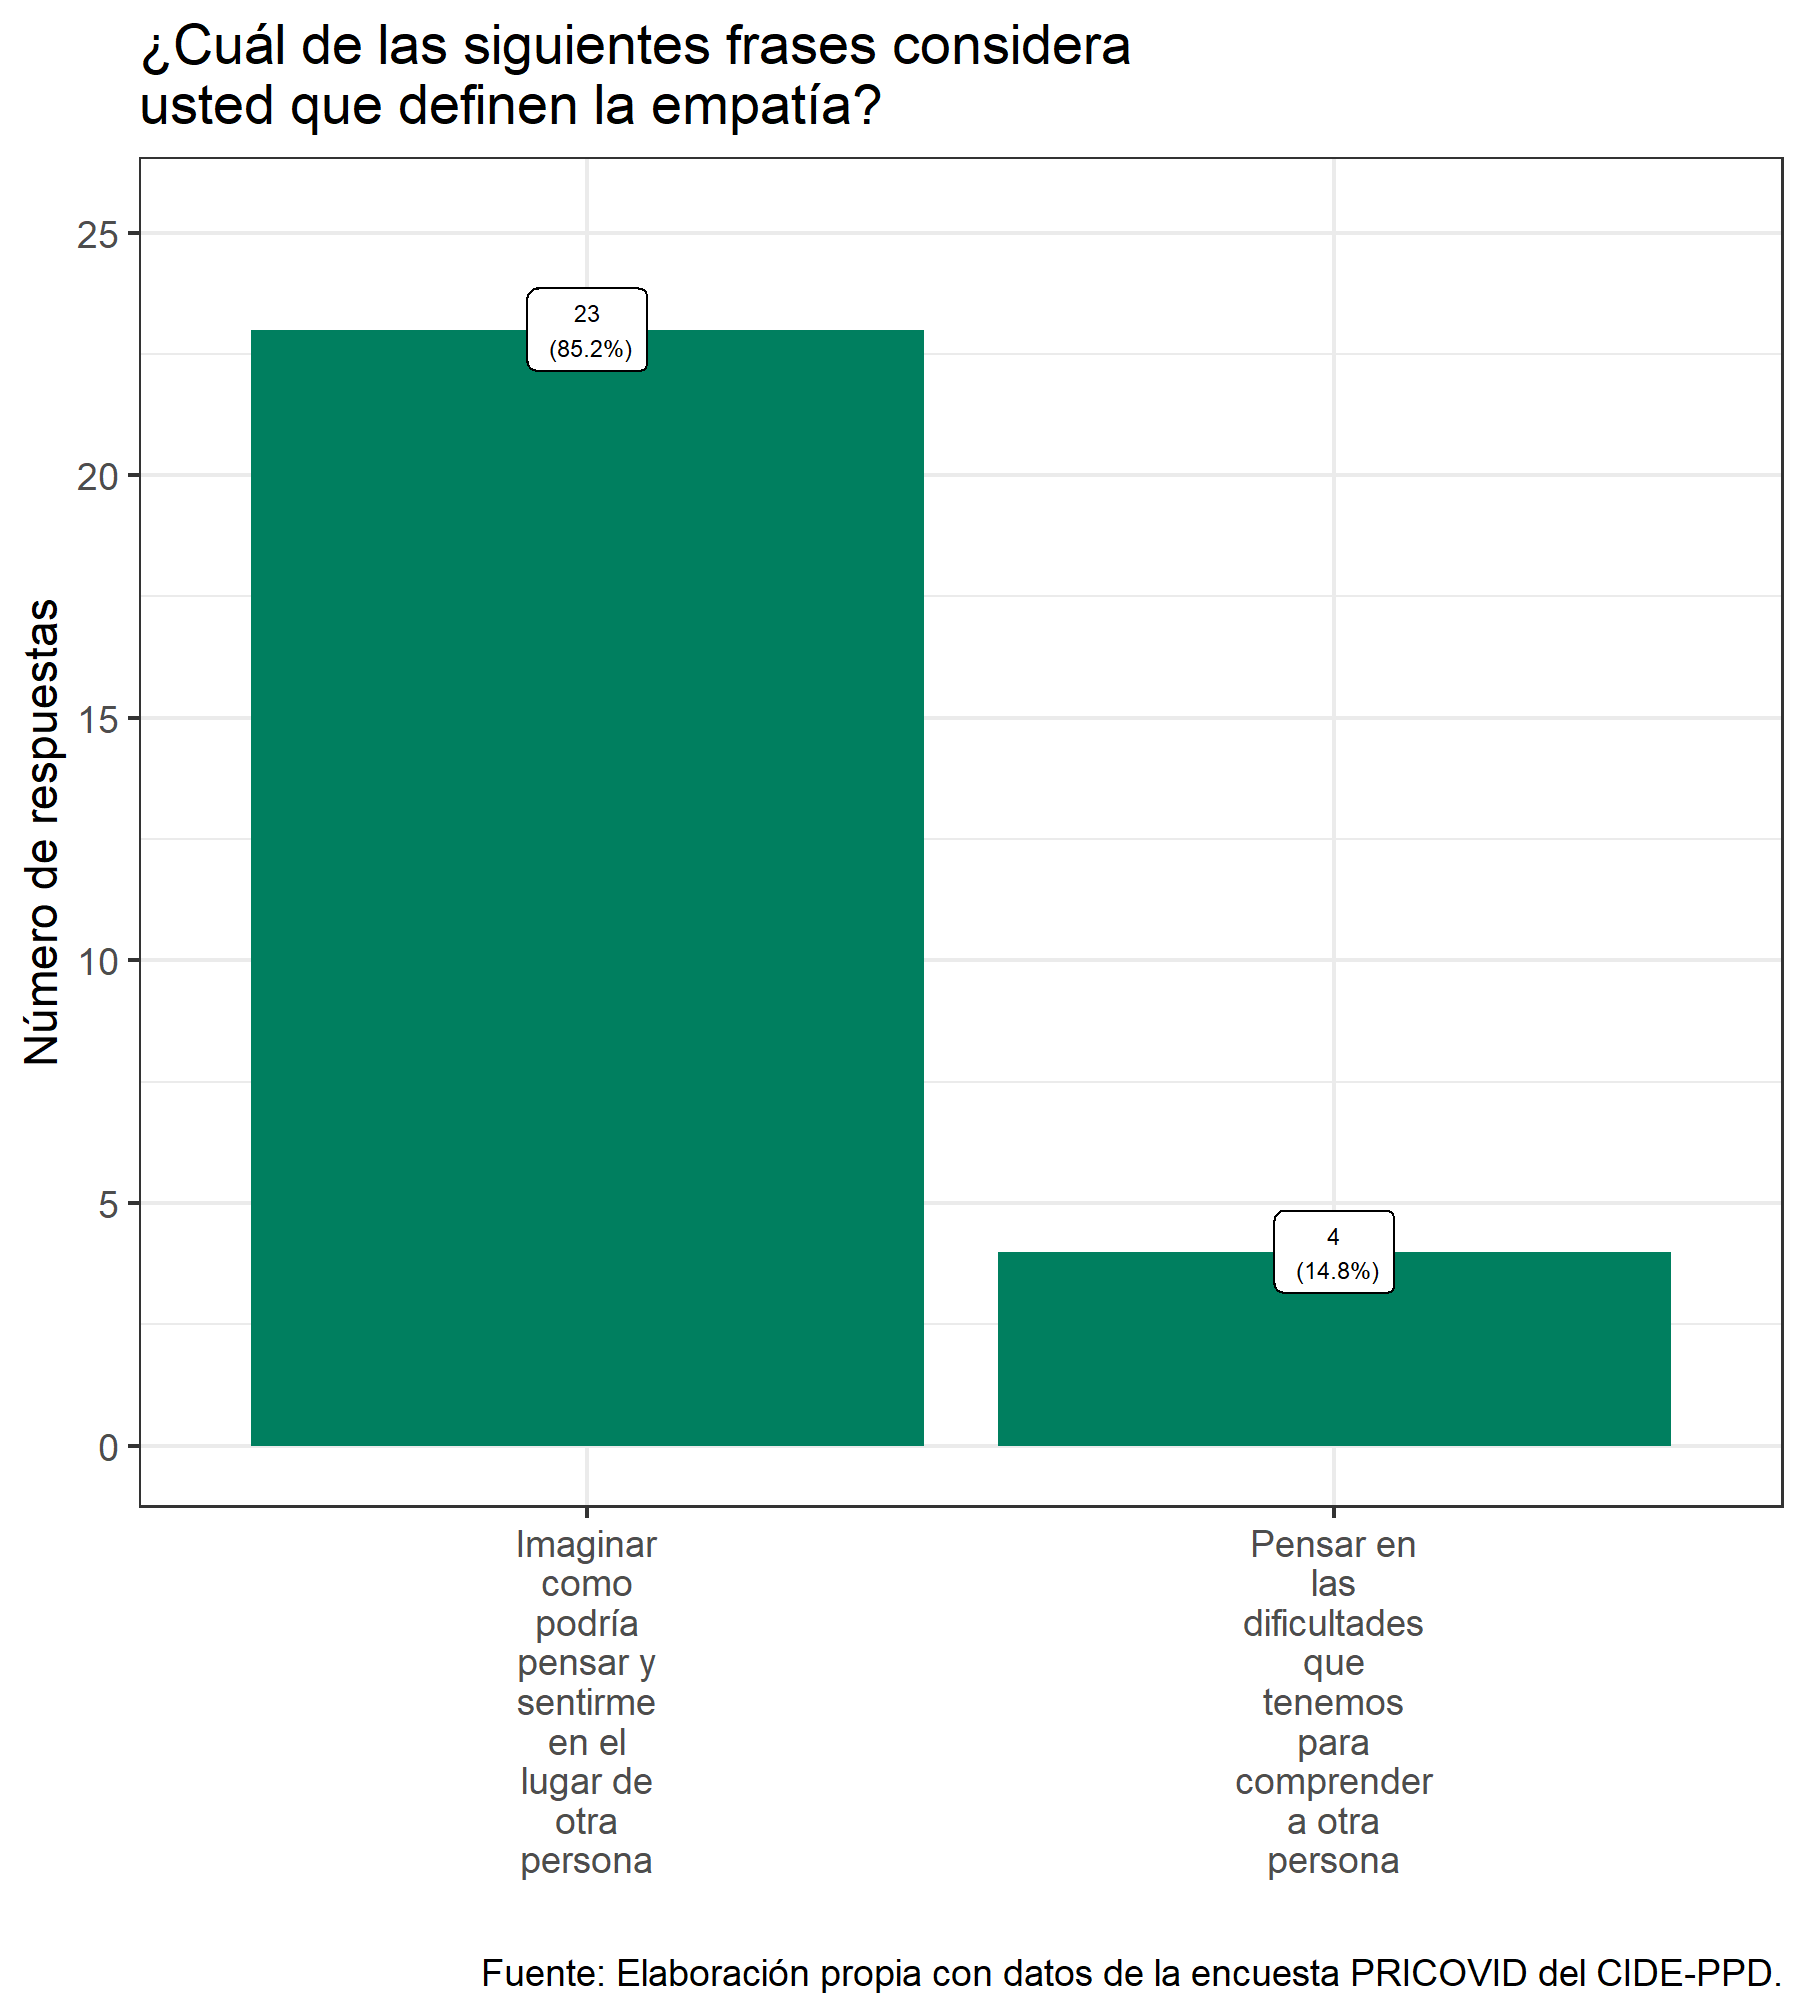 ¿Cuál de las siguientes frases considera
usted que definen la empatía?
Número de respuestas
25
20
15
10
5
0
23
(85.2%)
4
(14.8%)
Imaginar
como
podría
pensar y
sentirme
en el
lugar de
otra
persona
Pensar en
las
dificultades
que
tenemos
para
comprender
a otra
persona
Fuente: Elaboración propia con datos de la encuesta PRICOVID del CIDE-PPD.